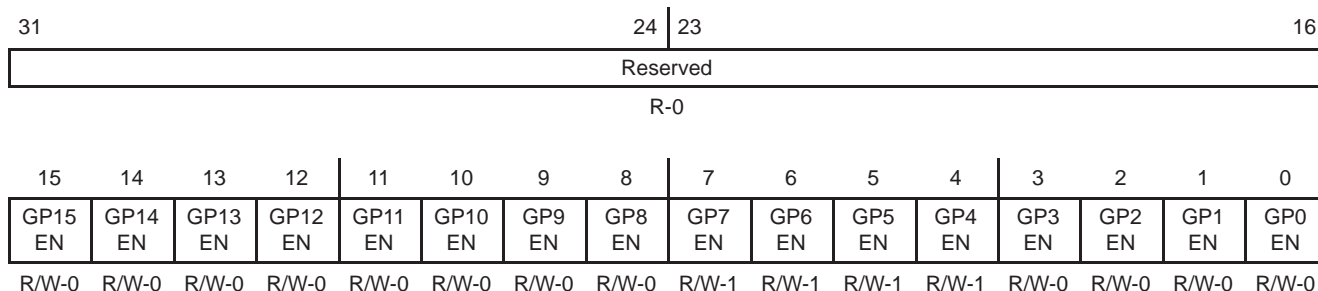 31 24 23 16
Reserved
R-0
15 14 13 12 11 10 9 8 7 6 5 4 3 2 1 0
GP15 GP14 GP13 GP12 GP11 GP10 GP9 GP8 GP7 GP6 GP5 GP4 GP3 GP2 GP1 GP0
EN EN EN EN EN EN EN EN EN EN EN EN EN EN EN EN
R/W-0 R/W-0 R/W-0 R/W-0 R/W-0 R/W-0 R/W-0 R/W-0 R/W-1 R/W-1 R/W-1 R/W-1 R/W-0 R/W-0 R/W-0 R/W-0